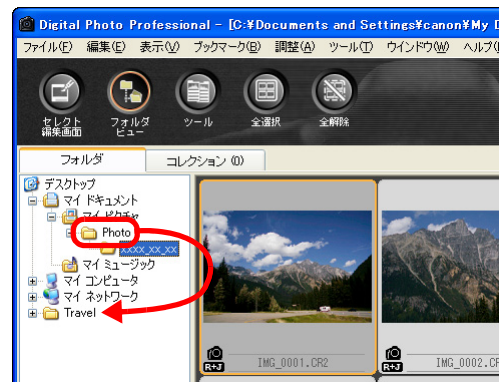 Digital Photo Professional - [C:¥Documents and Settings¥canon¥My D
ファイル(F) 編集(E) 表示(V) ブックマーク(B) 調整(A) ツール(T) ウインドウ(W) ヘルプ(
セレクト編集画面
フォルダビュー
ツール
全選択
全解除
フォルダ
コレクション (0)
デスクトップ
マイ ドキュメント
マイ ピクチャ
Photo
xxxx_xx_xx
マイ ミュージック
マイ コンピュータ
マイ ネットワーク
Travel
R+J
IMG_0001.CR2
R+J
IMG_0002.CR